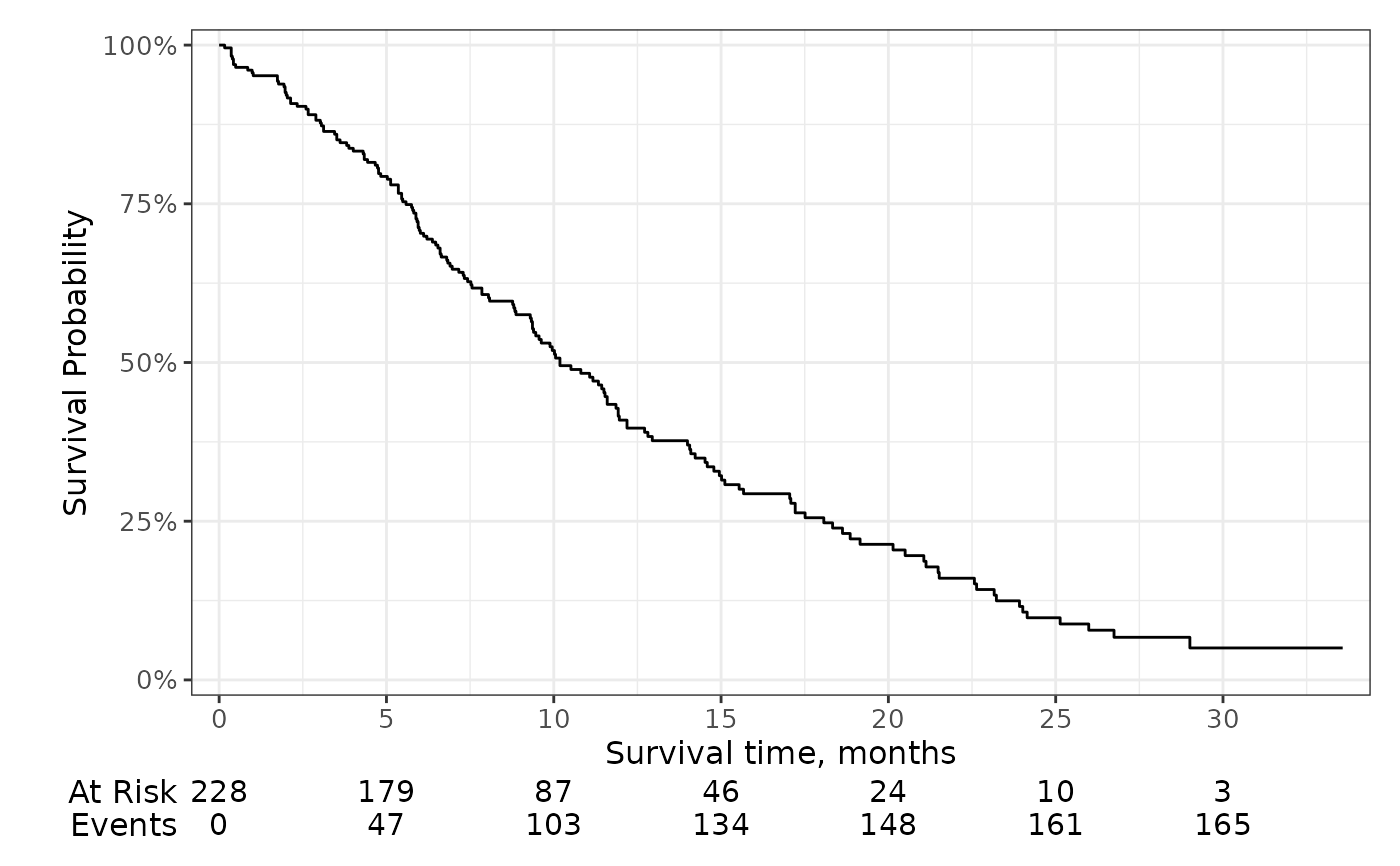 100%
75%
50%
25%
0%
Survival Probability
0 5 10 15 20 25 30
Survival time, months
At Risk 228 179 87 46 24 10 3
Events 0 47 103 134 148 161 165